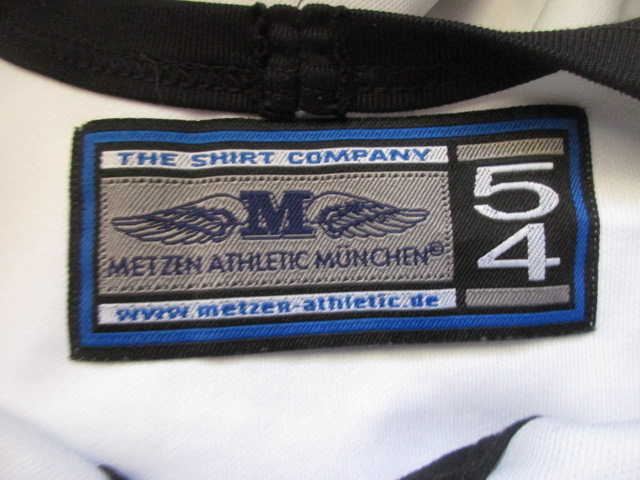 THE SHIRT COMPANY
M
METZEN ATHLETIC MÜNCHEN®
www.metzen-athletic.de
54